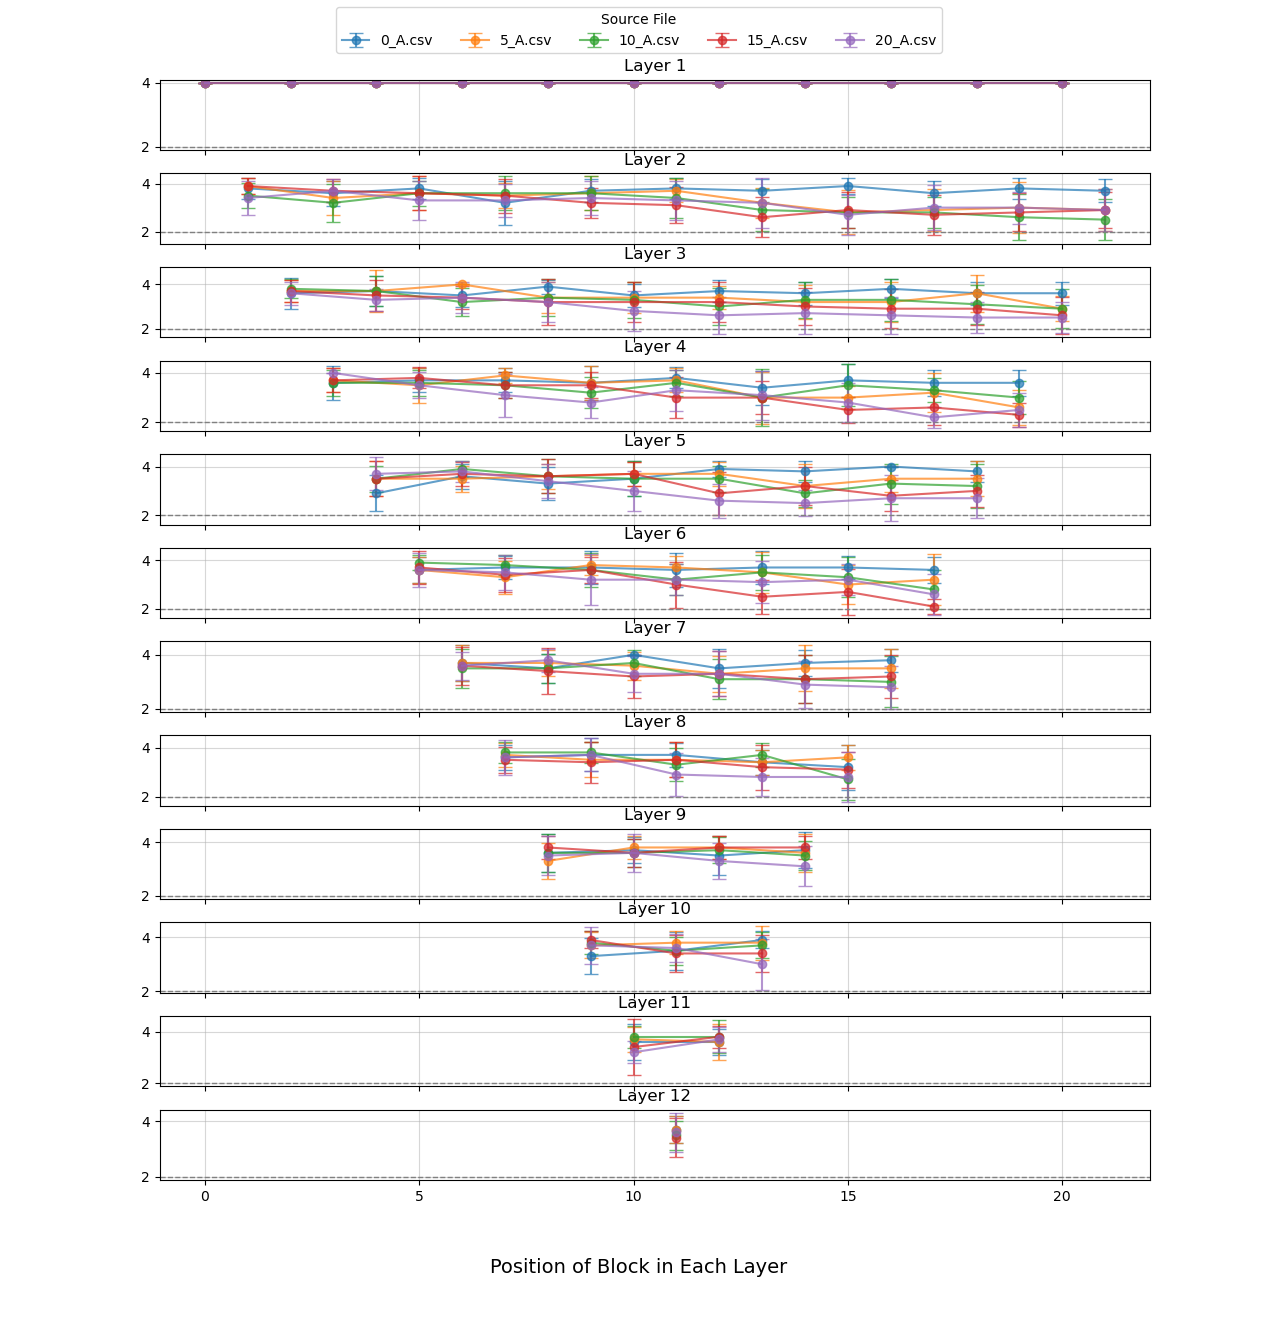 Source File
0_A.csv 5_A.csv 10_A.csv 15_A.csv 20_A.csv
Layer 1
4
2
Layer 2
4
2
Layer 3
4
2
Layer 4
4
2
Layer 5
4
2
Layer 6
4
2
Layer 7
4
2
Layer 8
4
2
Layer 9
4
2
Layer 10
4
2
Layer 11
4
2
Layer 12
4
2
0 5 10 15 20
Position of Block in Each Layer